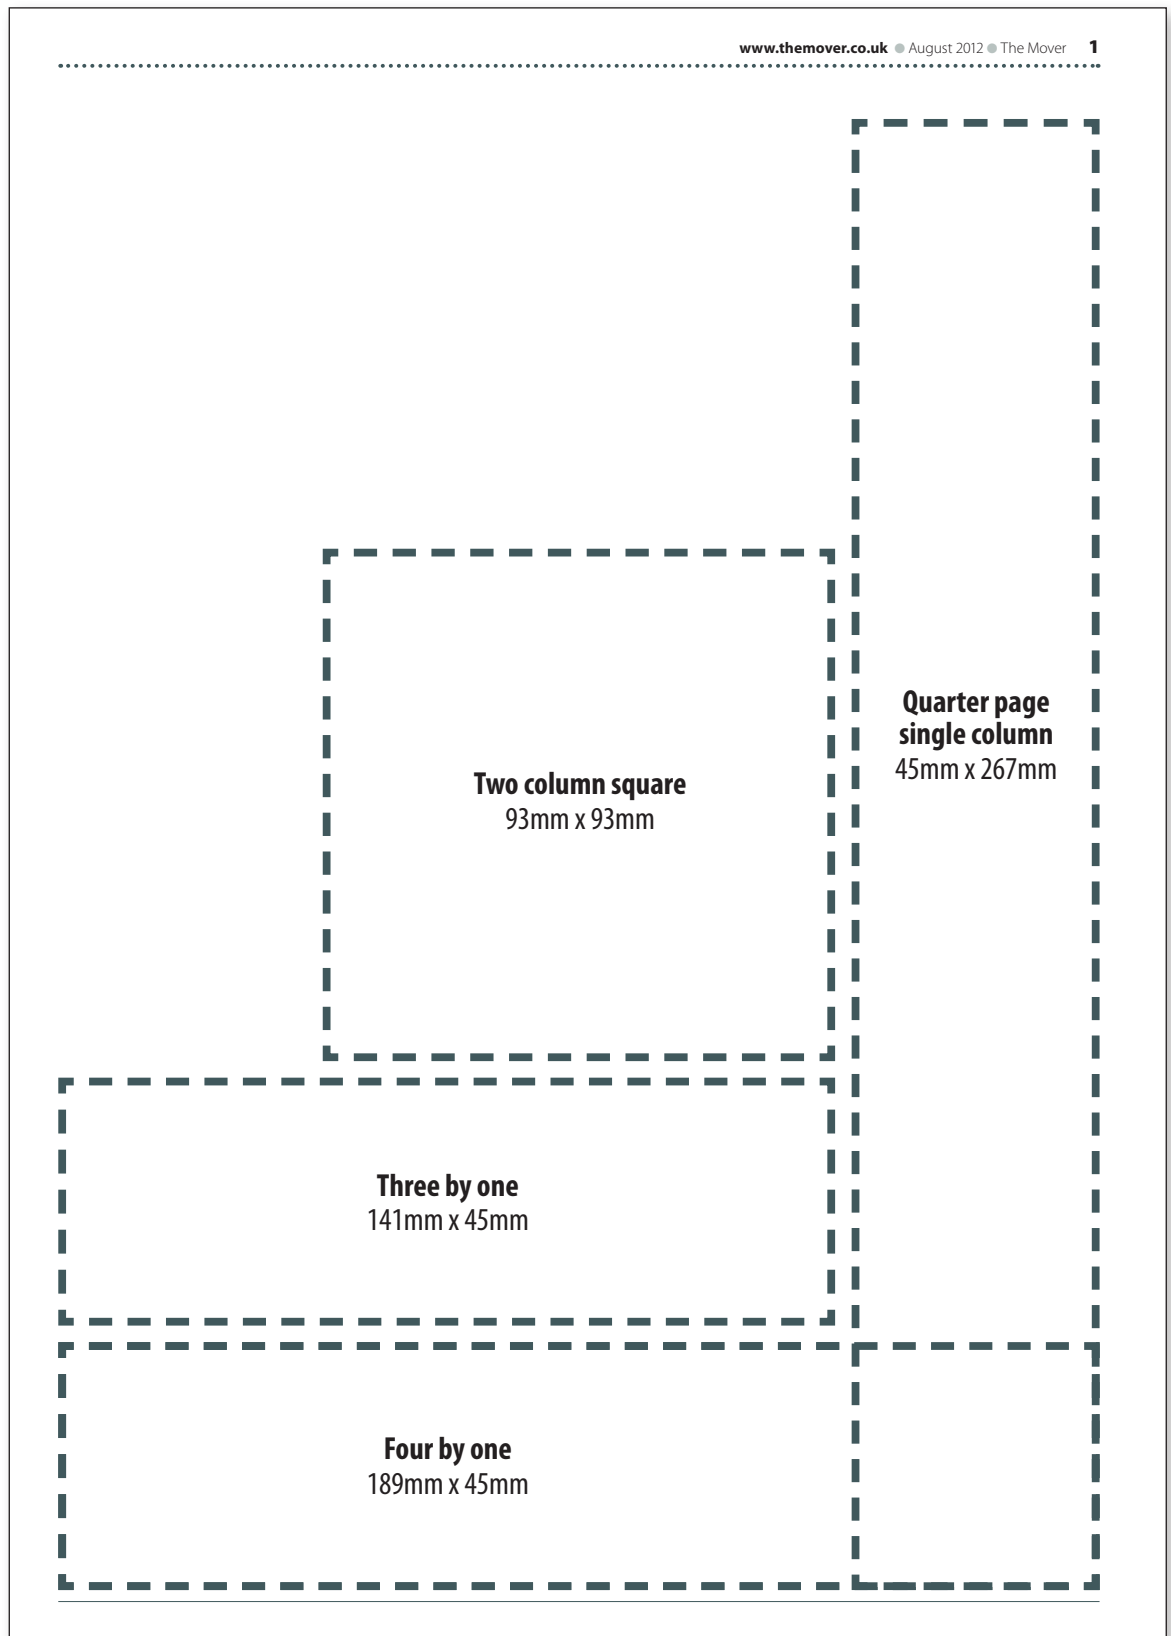 www.themover.co.uk ● August 2012 ● The Mover 1
Quarter page
single column
45mm x 267mm
Two column square
93mm x 93mm
Three by one
141mm x 45mm
Four by one
189mm x 45mm